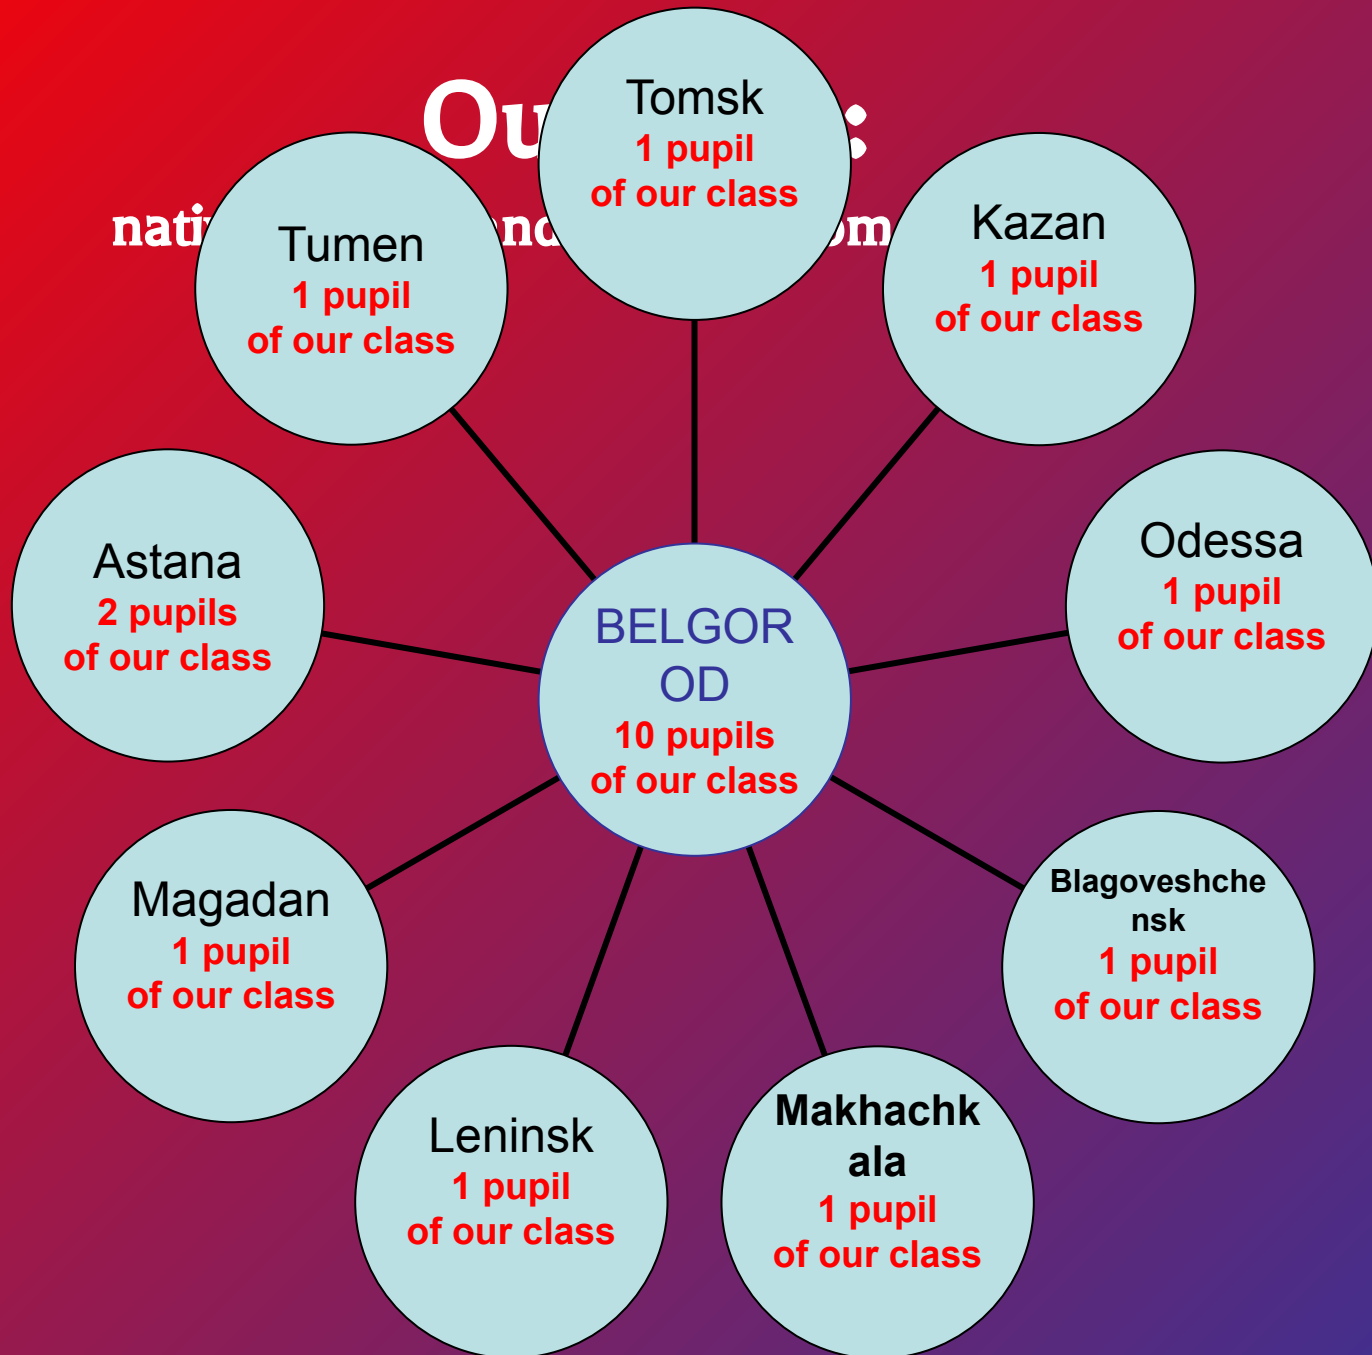 Tomsk
1 pupil
of our class
Tumen
1 pupil
of our class
Kazan
1 pupil
of our class
Astana
2 pupils
of our class
Odessa
1 pupil
of our class
BELGOR
OD
10 pupils
of our class
Magadan
1 pupil
of our class
Blagoveshche
nsk
1 pupil
of our class
Leninsk
1 pupil
of our class
Makhachk
ala
1 pupil
of our class